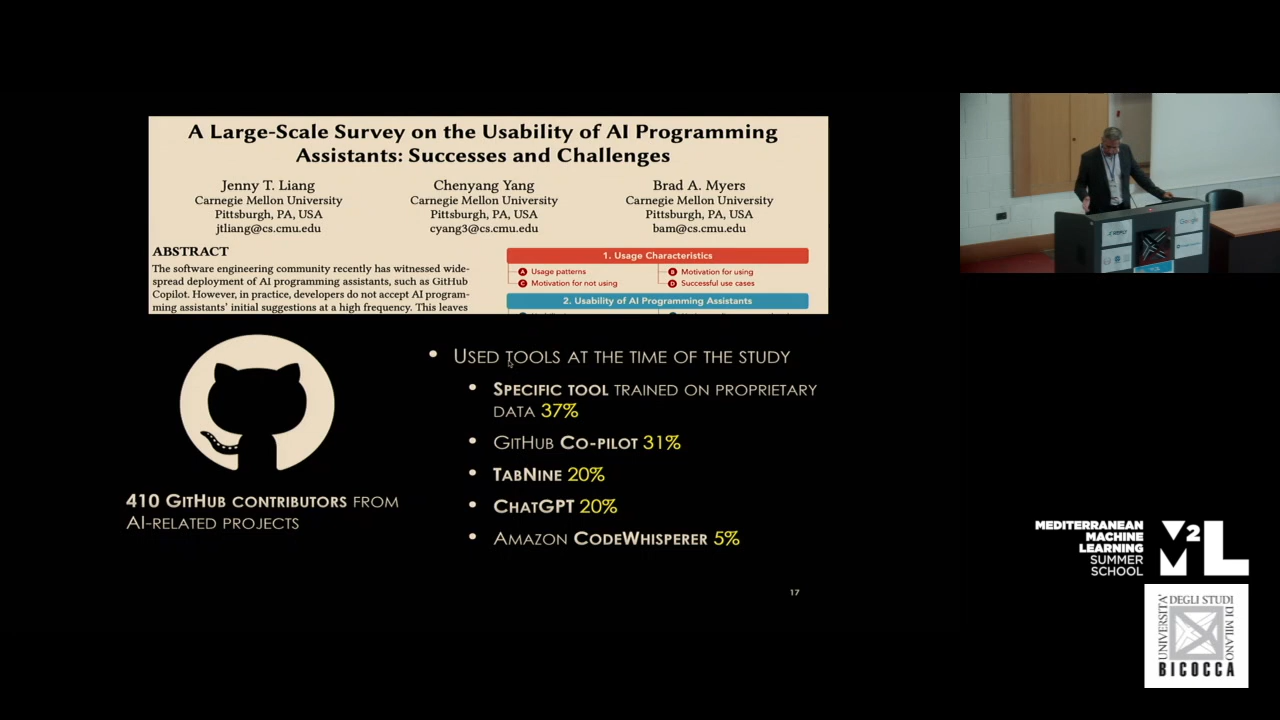 A Large-Scale Survey on the Usability of AI Programming
Assistants: Successes and Challenges
Jenny T. Liang
Carnegie Mellon University
Pittsburgh, PA, USA
jtliang@cs.cmu.edu
Chenyang Yang
Carnegie Mellon University
Pittsburgh, PA, USA
cyang3@cs.cmu.edu
Brad A. Myers
Carnegie Mellon University
Pittsburgh, PA, USA
bam@cs.cmu.edu
ABSTRACT
The software engineering community recently has witnessed wide-
spread deployment of AI programming assistants, such as GitHub
Copilot. However, in practice, developers do not accept AI program-
ming assistants' initial suggestions at a high frequency. This leaves
1. Usage Characteristics
A Usage patterns
B Motivation for using
C Motivation for not using
D Successful use cases
2. Usability of AI Programming Assistants
410 GitHub contributors from
AI-related projects
• Used tools at the time of the study
• Specific tool trained on proprietary
data 37%
• GitHub Co-pilot 31%
• TabNine 20%
• ChatGPT 20%
• Amazon CodeWhisperer 5%
17
Google
MEDITERRANEAN
MACHINE
LEARNING
SUMMER
SCHOOL
M2L
UNIVERSITA'
DEGLI STUDI
DI MILANO
BICOCCA